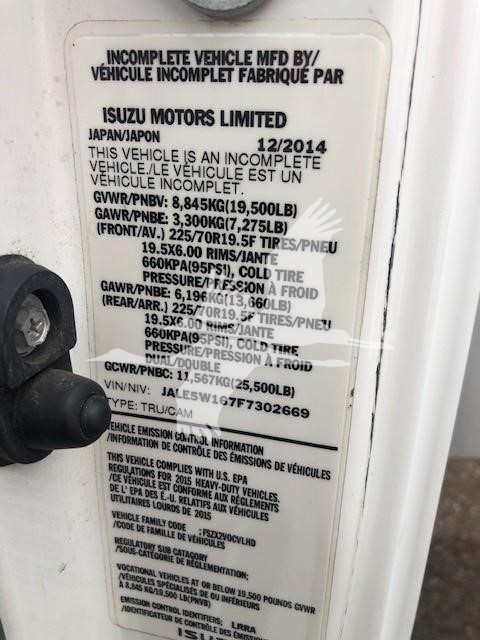 INCOMPLETE VEHICLE MFD BY/
VÉHICULE INCOMPLET FABRIQUÉ PAR
ISUZU MOTORS LIMITED
JAPAN/JAPON 12/2014
THIS VEHICLE IS AN INCOMPLETE
VEHICLE./LE VÉHICULE EST UN
VÉHICULE INCOMPLET.
GVWR/PNBV: 8,845KG(19,500LB)
GAWR/PNBE: 3,300KG(7,275LB)
(FRONT/AV.) 225/70R19.5F TIRES/PNEU
19.5X6.00 RIMS/JANTE
660KPA(95PSI), COLD TIRE
PRESSURE/PRESSION À FROID
GAWR/PNBE: 6,196KG(13,660LB)
(REAR/ARR.) 225/70R19.5F TIRES/PNEU
19.5X6.00 RIMS/JANTE
660KPA(95PSI), COLD TIRE
PRESSURE/PRESSION À FROID
DUAL/DOUBLE
GCWR/PNBC: 11,567KG(25,500LB)
VIN/NIV: JALE5W167F7302669
TYPE: TRU/CAM
VEHICLE EMISSION CONTROL INFORMATION
/INFORMATION DE CONTRÔLE DES ÉMISSIONS DE VÉHICULES
THIS VEHICLE COMPLIES WITH U.S. EPA
REGULATIONS FOR 2015 HEAVY-DUTY VEHICLES.
/CE VÉHICULE EST CONFORME AUX RÈGLEMENTS
DE L' EPA DES É.-U. RELATIFS AUX VÉHICULES
UTILITAIRES LOURDS DE 2015
VEHICLE FAMILY CODE : FSZX2VOCVLHD
/CODE DE FAMILLE DE VÉHICULES
REGULATORY SUB CATAGORY
/SOUS-CATÉGORIE DE RÈGLEMENT:
VOCATIONAL VEHICLES AT OR BELOW 19,500 POUNDS GVWR
/VÉHICULES SPÉCIALISÉS DE OU INFÉRIEURS
À 8,845 KG/19,500 LB(PNBV)
EMISSION CONTROL IDENTIFIERS: LRRA
/IDENTIFICATEUR DE CONTRÔLE DES
ISUZ